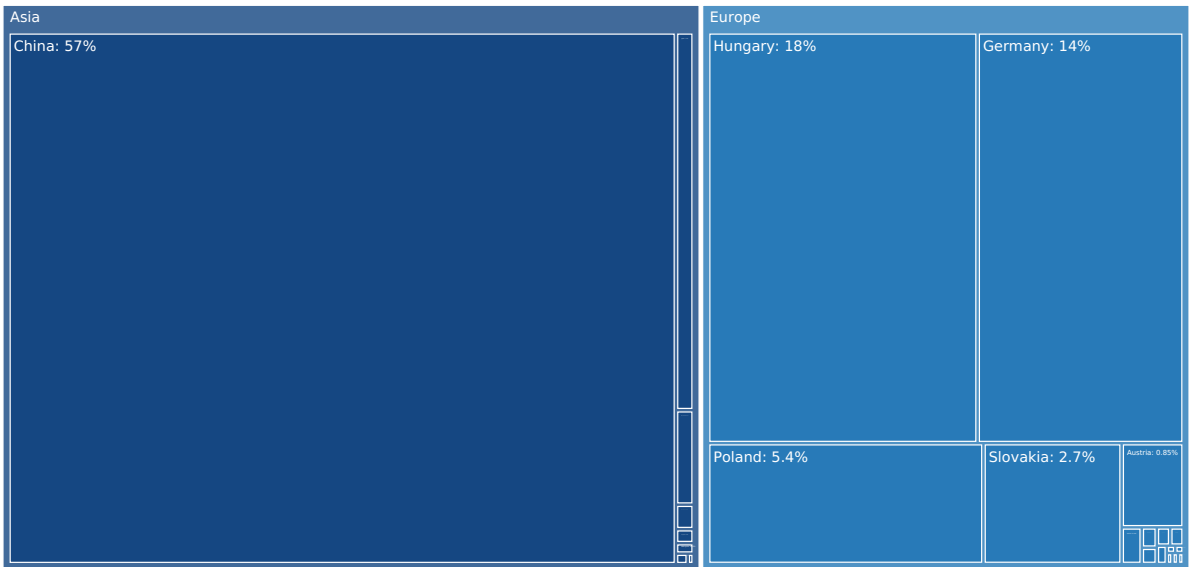 Asia
China: 57%
Europe
Hungary: 18%
Germany: 14%
Poland: 5.4%
Slovakia: 2.7%
Austria: 0.85%